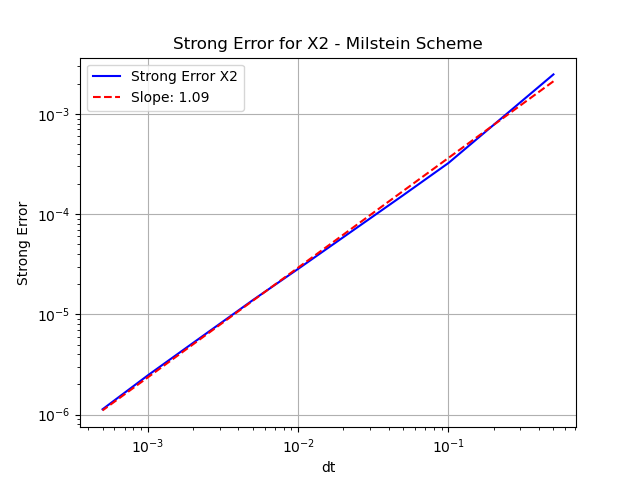 Strong Error for X2 - Milstein Scheme
Strong Error X2
Slope: 1.09
Strong Error
10⁻³
10⁻⁴
10⁻⁵
10⁻⁶
10⁻³ 10⁻² 10⁻¹
dt